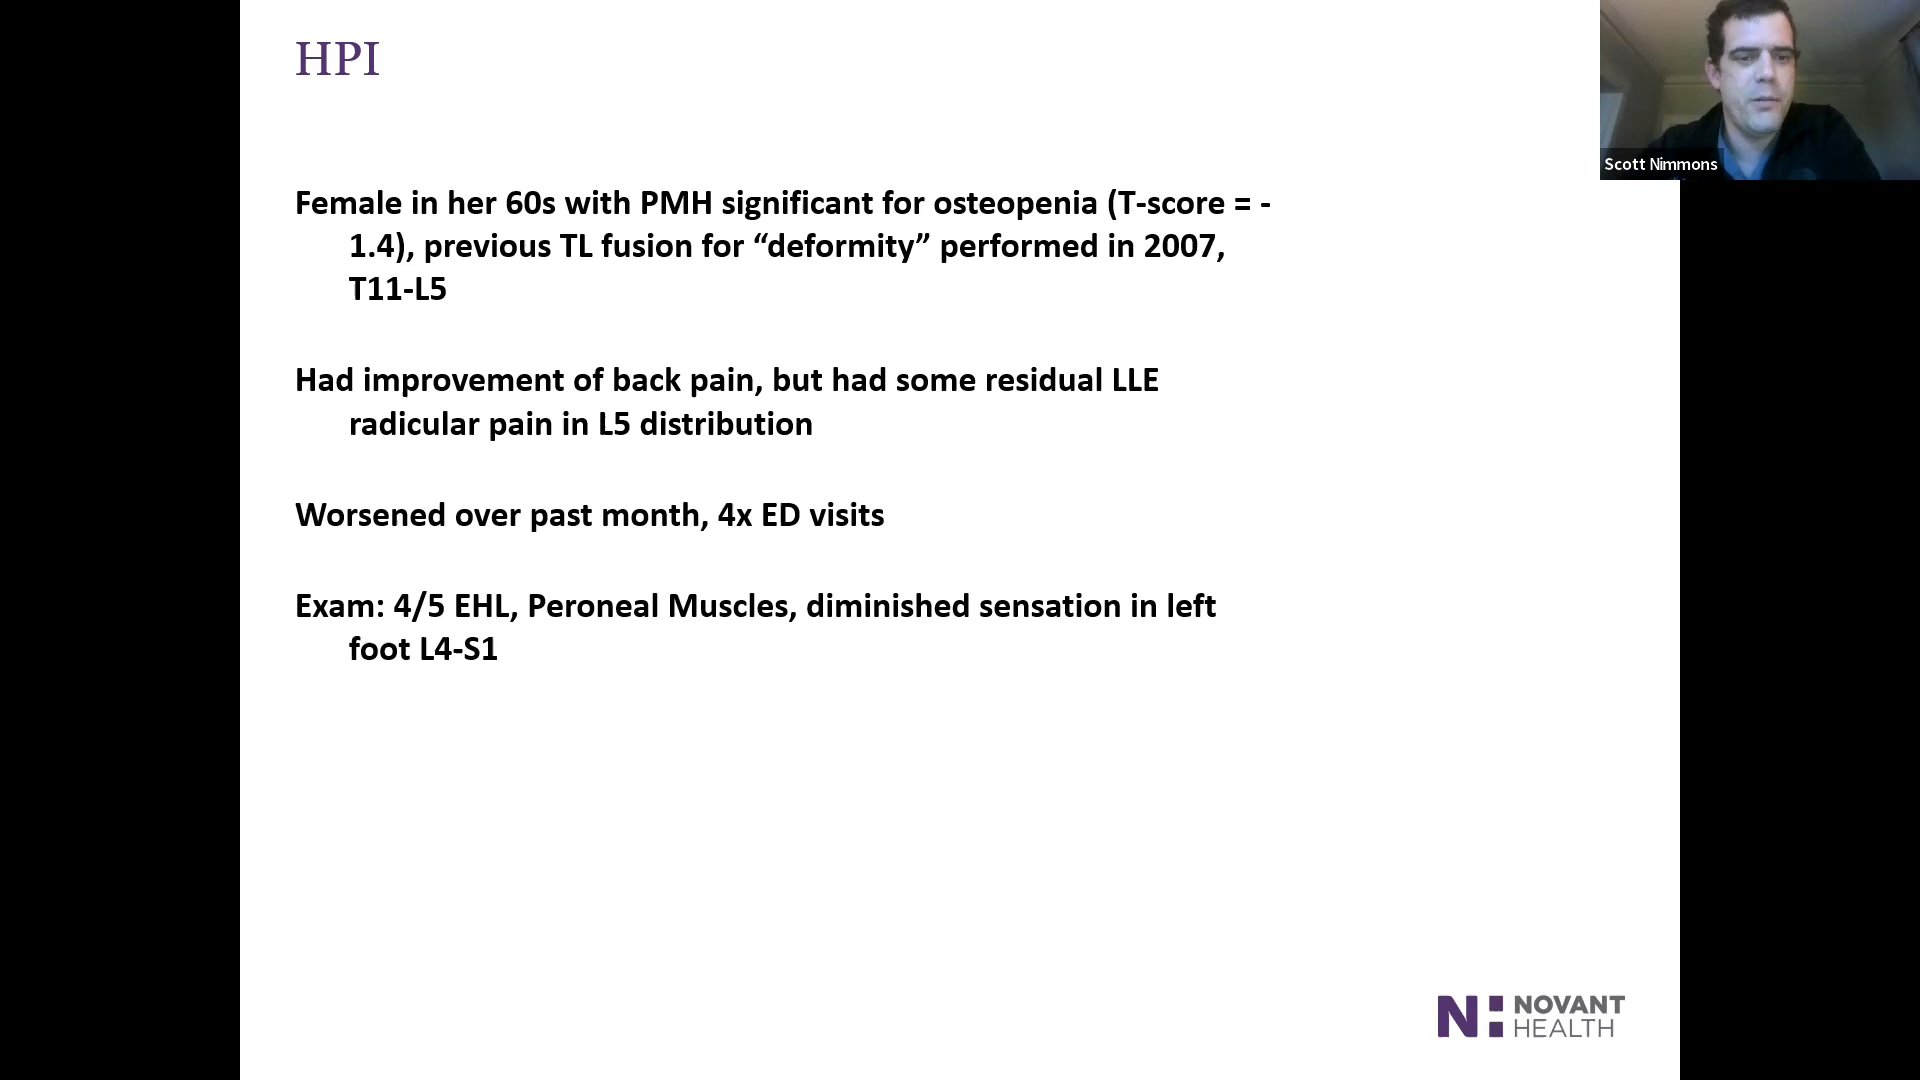 HPI
Scott Nimmons
Female in her 60s with PMH significant for osteopenia (T-score = -
1.4), previous TL fusion for “deformity” performed in 2007,
T11-L5
Had improvement of back pain, but had some residual LLE
radicular pain in L5 distribution
Worsened over past month, 4x ED visits
Exam: 4/5 EHL, Peroneal Muscles, diminished sensation in left
foot L4-S1
NOVANT
HEALTH